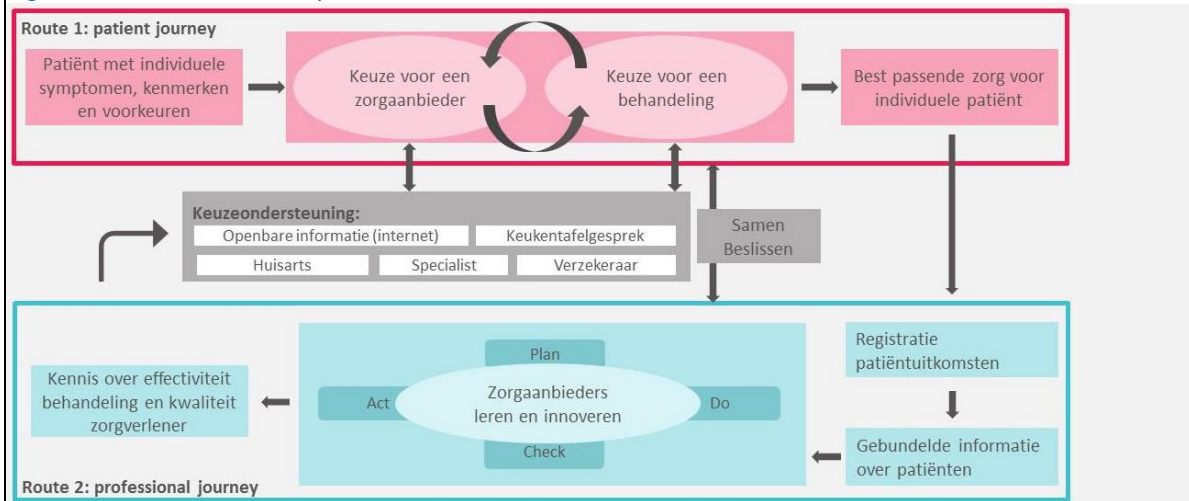 Route 1: patient journey
Patiënt met individuele
symptomen, kenmerken
en voorkeuren
Keuze voor een
zorgaanbieder
Keuze voor een
behandeling
Best passende zorg voor
individuele patiënt
Keuzeondersteuning:
Openbare informatie (internet)
Keukentafelgesprek
Huisarts
Specialist
Verzekeraar
Samen
Beslissen
Kennis over effectiviteit
behandeling en kwaliteit
zorgverlener
Plan
Act
Zorgaanbieders
leren en innoveren
Do
Check
Registratie
patiëntuitkomsten
Gebundelde informatie
over patiënten
Route 2: professional journey